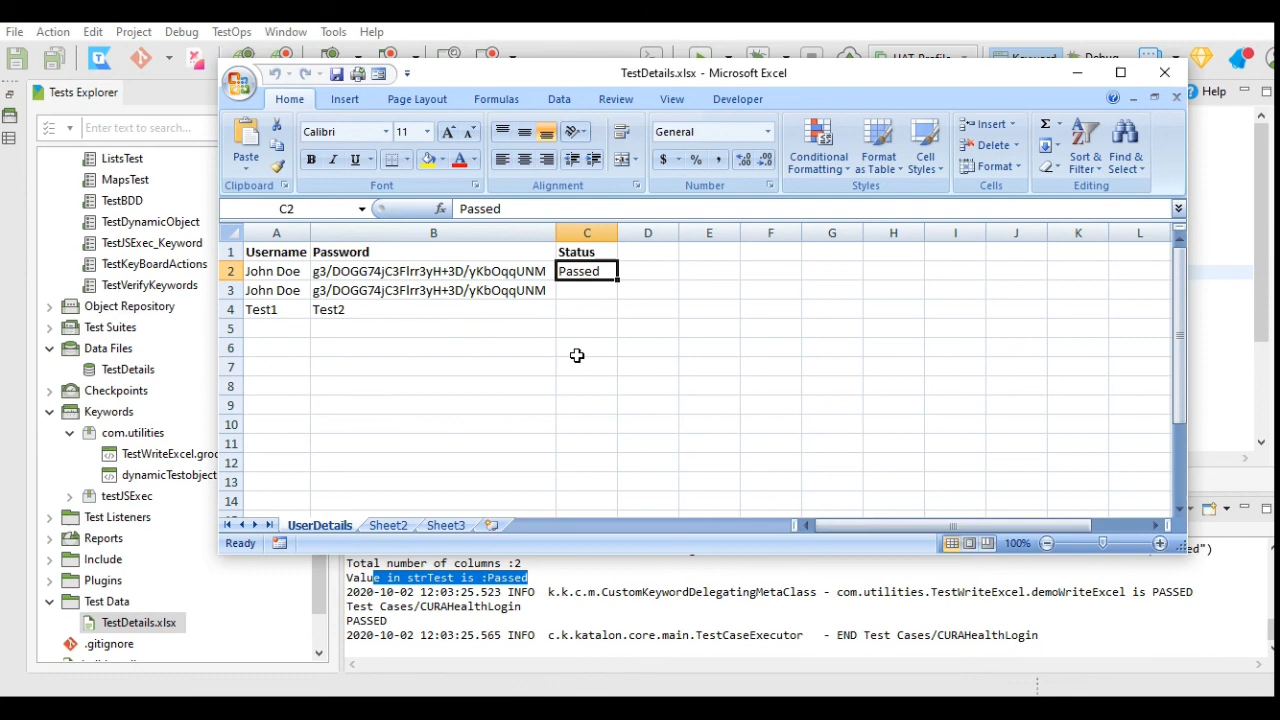 File Action Edit Project Debug TestOps Window Tools Help
TestDetails.xlsx - Microsoft Excel
Tests Explorer
Help
Home Insert Page Layout Formulas Data Review View Developer
Enter text to search...
Calibri 11 General Insert
Paste B I U $ % , Conditional Formatting Format as Table Cell Styles Delete Sort & Filter Find & Select
Format
Clipboard Font Alignment Number Styles Cells Editing
C2 fx Passed
A B C D E F G H I J K L
1 Username Password Status
2 John Doe g3/DOGG74jC3Flrr3yH+3D/yKbOqqUNM Passed
3 John Doe g3/DOGG74jC3Flrr3yH+3D/yKbOqqUNM
4 Test1 Test2
5
6
7
8
9
10
11
12
13
14
UserDetails Sheet2 Sheet3
Ready 100%
ListsTest
MapsTest
TestBDD
TestDynamicObject
TestJSExec_Keyword
TestKeyBoardActions
TestVerifyKeywords
Object Repository
Test Suites
Data Files
TestDetails
Checkpoints
Keywords
com.utilities
TestWriteExcel.groo
dynamicTestobject
testJSExec
Test Listeners
Reports
Include
Plugins
Test Data
TestDetails.xlsx
.gitignore
ed")
Total number of columns :2
Value in strTest is :Passed
2020-10-02 12:03:25.523 INFO k.k.c.m.CustomKeywordDelegatingMetaClass - com.utilities.TestWriteExcel.demoWriteExcel is PASSED
Test Cases/CURAHealthLogin
PASSED
2020-10-02 12:03:25.565 INFO c.k.katalon.core.main.TestCaseExecutor - END Test Cases/CURAHealthLogin